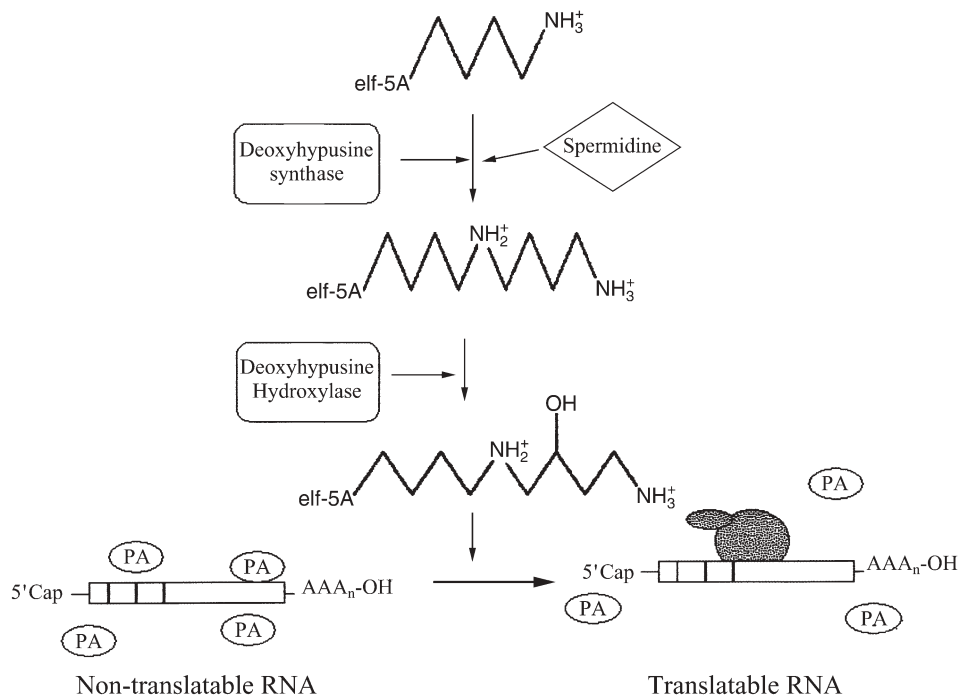 NH3+
elf-5A
Deoxyhypusine
synthase
Spermidine
NH2+
elf-5A
NH3+
Deoxyhypusine
Hydroxylase
OH
NH2+
elf-5A
NH3+
PA
PA
PA
5'Cap
AAAn-OH
5'Cap
AAAn-OH
PA
PA
PA
PA
Non-translatable RNA
Translatable RNA